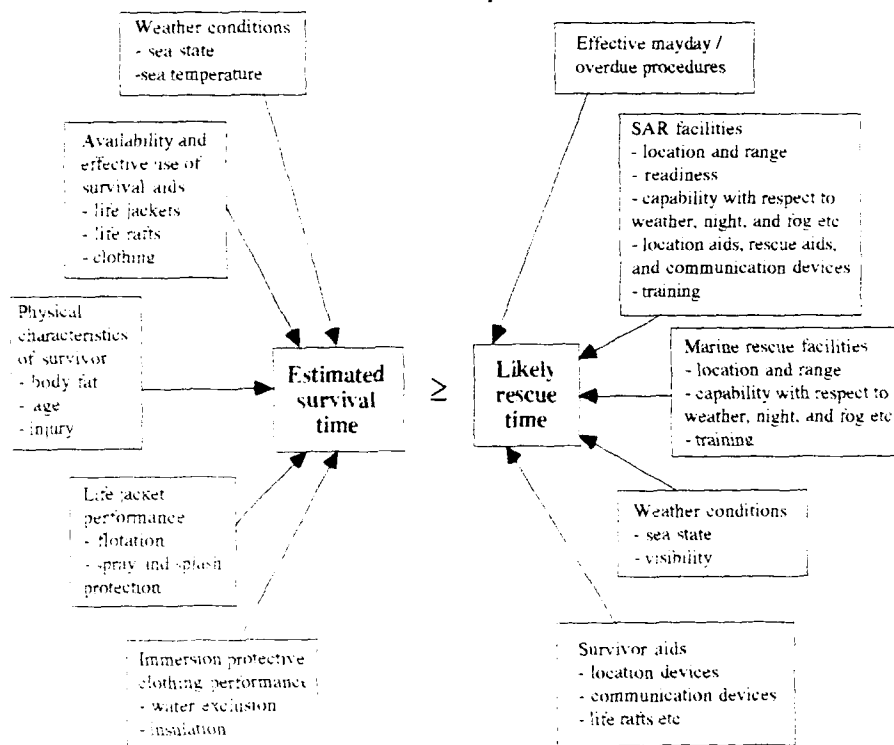 Weather conditions
- sea state
-sea temperature
Availability and
effective use of
survival aids
- life jackets
- life rafts
- clothing
Physical
characteristics
of survivor
- body fat
- age
- injury
Life jacket
performance
- flotation
- spray and splash
protection
Immersion protective
clothing performance
- water exclusion
- insulation
Estimated
survival
time
≥
Likely
rescue
time
Effective mayday /
overdue procedures
SAR facilities
- location and range
- readiness
- capability with respect to
weather, night, and fog etc
- location aids, rescue aids,
and communication devices
- training
Marine rescue facilities
- location and range
- capability with respect to
weather, night, and fog etc
- training
Weather conditions
- sea state
- visibility
Survivor aids
- location devices
- communication devices
- life rafts etc